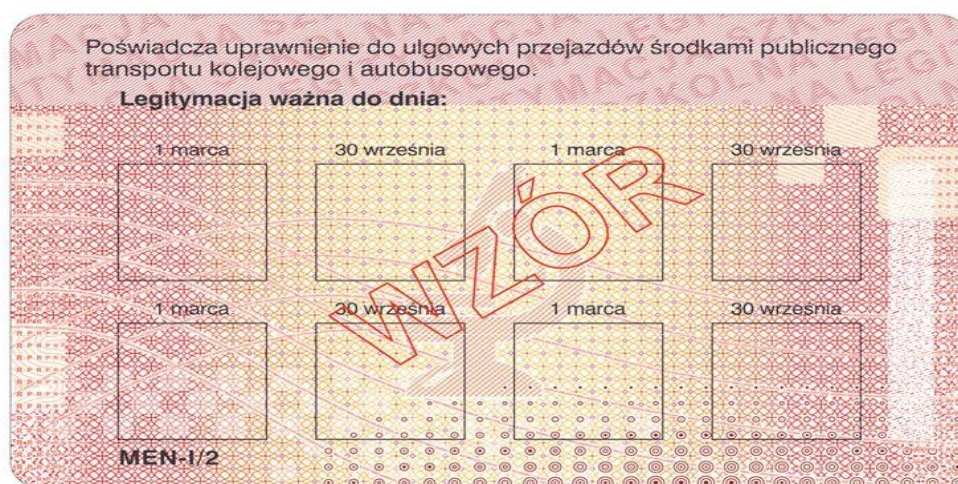 Poświadcza uprawnienie do ulgowych przejazdów środkami publicznego
transportu kolejowego i autobusowego.
Legitymacja ważna do dnia:
1 marca 30 września 1 marca 30 września
WZÓR
1 marca 30 września 1 marca 30 września
MEN-I/2